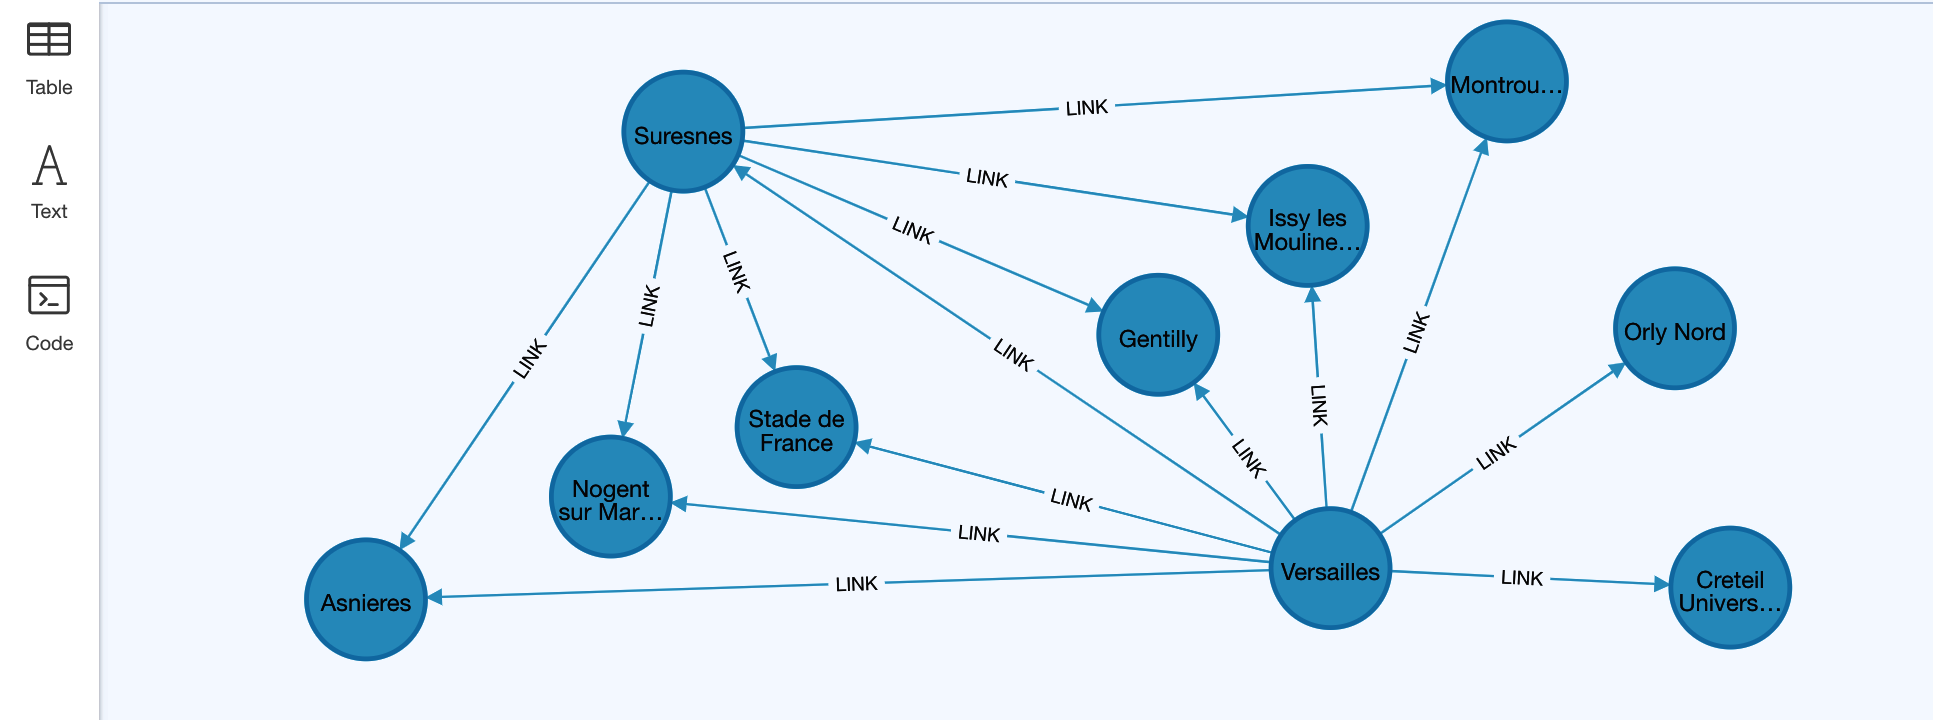 Table
Text
Code
Suresnes
Montrou…
LINK
LINK
Issy les
Mouline…
LINK
LINK
LINK
LINK
LINK
Gentilly
Orly Nord
LINK
LINK
LINK
Stade de
France
LINK
LINK
Nogent
sur Mar…
LINK
LINK
Versailles
LINK
Creteil
Univers…
LINK
Asnieres